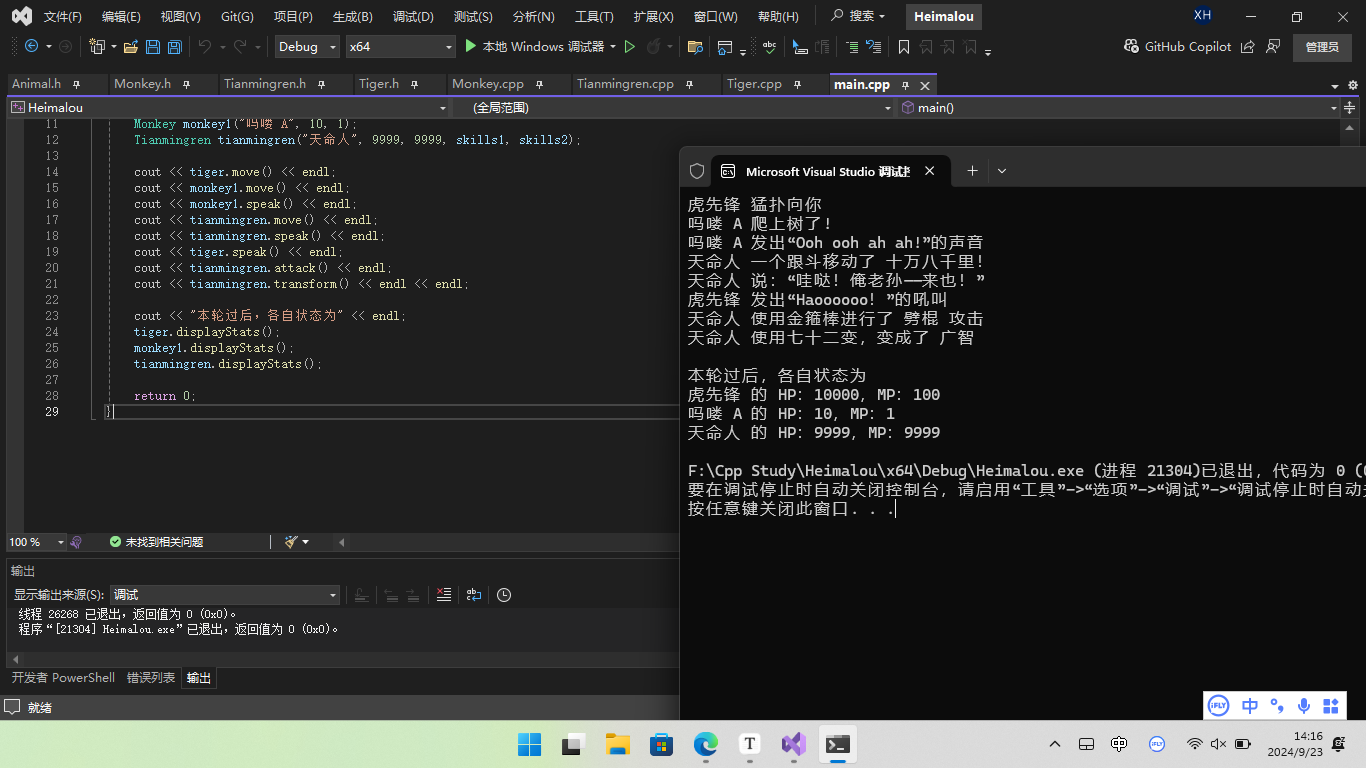 文件(F) 编辑(E) 视图(V) Git(G) 项目(P) 生成(B) 调试(D) 测试(S) 分析(N) 工具(T) 扩展(X) 窗口(W) 帮助(H) 搜索 Heimalou XH
Debug x64 本地 Windows 调试器 GitHub Copilot 管理员
Animal.h Monkey.h Tianmingren.h Tiger.h Monkey.cpp Tianmingren.cpp Tiger.cpp main.cpp
Heimalou (全局范围) main()
11 Monkey monkey1("吗喽 A", 10, 1);
12 Tianmingren tianmingren("天命人", 9999, 9999, skills1, skills2);
13
14 cout << tiger.move() << endl;
15 cout << monkey1.move() << endl;
16 cout << monkey1.speak() << endl;
17 cout << tianmingren.move() << endl;
18 cout << tianmingren.speak() << endl;
19 cout << tiger.speak() << endl;
20 cout << tianmingren.attack() << endl;
21 cout << tianmingren.transform() << endl << endl;
22
23 cout << "本轮过后，各自状态为" << endl;
24 tiger.displayStats();
25 monkey1.displayStats();
26 tianmingren.displayStats();
27
28 return 0;
29 }
100 % 未找到相关问题
输出
显示输出来源(S): 调试
线程 26268 已退出，返回值为 0 (0x0)。
程序“[21304] Heimalou.exe”已退出，返回值为 0 (0x0)。
开发者 PowerShell 错误列表 输出
就绪
Microsoft Visual Studio 调试控
虎先锋 猛扑向你
吗喽 A 爬上树了！
吗喽 A 发出“Ooh ooh ah ah!”的声音
天命人 一个跟斗移动了 十万八千里！
天命人 说：“哇哒！俺老孙——来也！”
虎先锋 发出“Haoooooo！”的吼叫
天命人 使用金箍棒进行了 劈棍 攻击
天命人 使用七十二变，变成了 广智
本轮过后，各自状态为
虎先锋 的 HP：10000，MP：100
吗喽 A 的 HP：10，MP：1
天命人 的 HP：9999，MP：9999
F:\Cpp Study\Heimalou\x64\Debug\Heimalou.exe (进程 21304)已退出，代码为 0
要在调试停止时自动关闭控制台，请启用“工具”->“选项”->“调试”->“调试停止时自动
按任意键关闭此窗口. . .
iFLY 中
T iFLY 14:16
2024/9/23